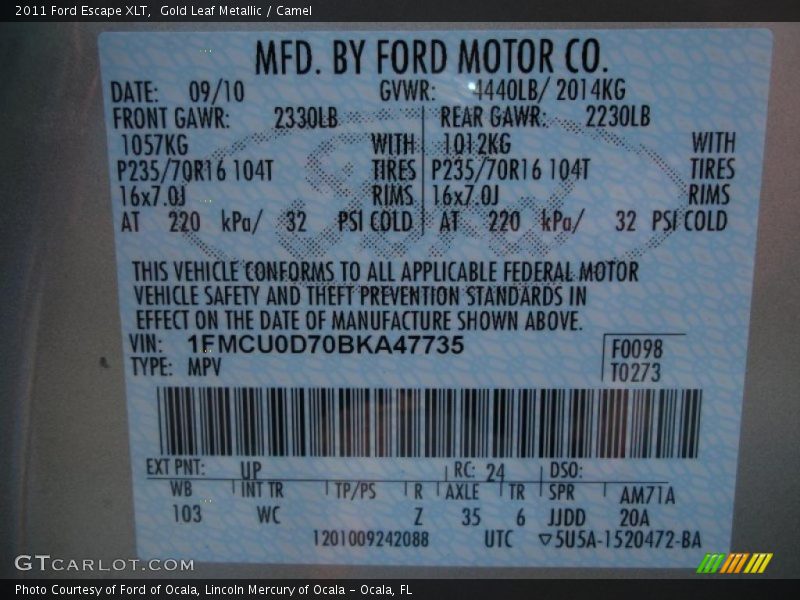 2011 Ford Escape XLT, Gold Leaf Metallic / Camel
MFD. BY FORD MOTOR CO.
DATE: 09/10 GVWR: 4440LB/ 2014KG
FRONT GAWR: 2330LB REAR GAWR: 2230LB
1057KG WITH 1012KG WITH
P235/70R16 104T TIRES P235/70R16 104T TIRES
16x7.0J RIMS 16x7.0J RIMS
AT 220 kPa/ 32 PSI COLD AT 220 kPa/ 32 PSI COLD
THIS VEHICLE CONFORMS TO ALL APPLICABLE FEDERAL MOTOR
VEHICLE SAFETY AND THEFT PREVENTION STANDARDS IN
EFFECT ON THE DATE OF MANUFACTURE SHOWN ABOVE.
VIN: 1FMCU0D70BKA47735 F0098
TYPE: MPV T0273
EXT PNT: UP RC: 24 DSO:
WB INT TR TP/PS R AXLE TR SPR AM71A
103 WC Z 35 6 JJDD 20A
1201009242088 UTC ▽5U5A-1520472-BA
GTCARLOT.COM
Photo Courtesy of Ford of Ocala, Lincoln Mercury of Ocala – Ocala, FL